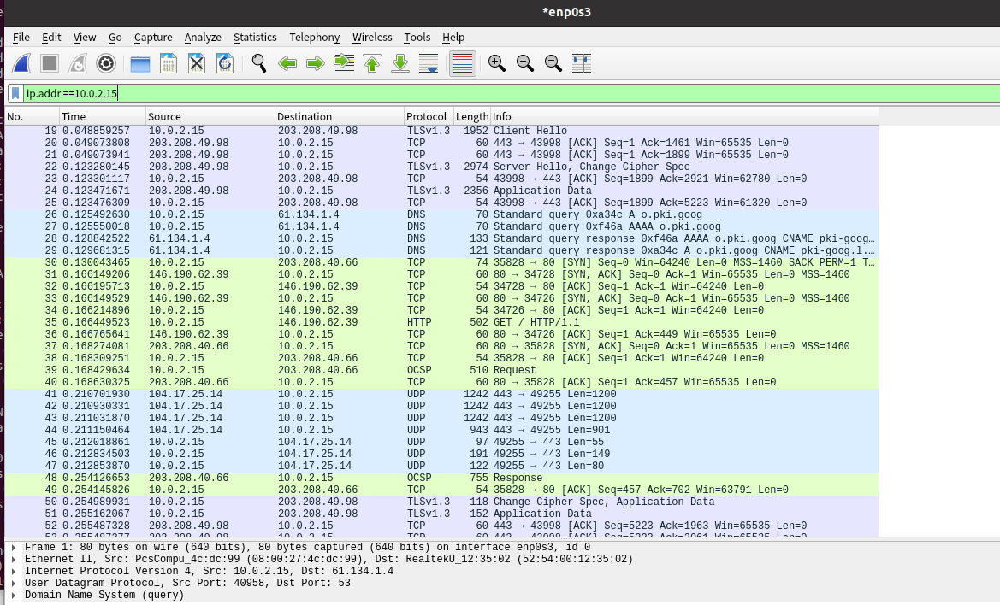 *enp0s3
File Edit View Go Capture Analyze Statistics Telephony Wireless Tools Help
ip.addr ==10.0.2.15
No. Time Source Destination Protocol Length Info
19 0.048859257 10.0.2.15 203.208.49.98 TLSv1.3 1952 Client Hello
20 0.049073808 203.208.49.98 10.0.2.15 TCP 60 443 → 43998 [ACK] Seq=1 Ack=1461 Win=65535 Len=0
21 0.049073941 203.208.49.98 10.0.2.15 TCP 60 443 → 43998 [ACK] Seq=1 Ack=1899 Win=65535 Len=0
22 0.123280145 203.208.49.98 10.0.2.15 TLSv1.3 2974 Server Hello, Change Cipher Spec
23 0.123301117 10.0.2.15 203.208.49.98 TCP 54 43998 → 443 [ACK] Seq=1899 Ack=2921 Win=62780 Len=0
24 0.123471671 203.208.49.98 10.0.2.15 TLSv1.3 2356 Application Data
25 0.123476309 10.0.2.15 203.208.49.98 TCP 54 43998 → 443 [ACK] Seq=1899 Ack=5223 Win=61320 Len=0
26 0.125492630 10.0.2.15 61.134.1.4 DNS 70 Standard query 0xa34c A o.pki.goog
27 0.125550018 10.0.2.15 61.134.1.4 DNS 70 Standard query 0xf46a AAAA o.pki.goog
28 0.128842522 61.134.1.4 10.0.2.15 DNS 133 Standard query response 0xf46a AAAA o.pki.goog CNAME pki-goog…
29 0.129681315 61.134.1.4 10.0.2.15 DNS 121 Standard query response 0xa34c A o.pki.goog CNAME pki-goog.l.…
30 0.130043465 10.0.2.15 203.208.40.66 TCP 74 35828 → 80 [SYN] Seq=0 Win=64240 Len=0 MSS=1460 SACK_PERM=1 T…
31 0.166149206 146.190.62.39 10.0.2.15 TCP 60 80 → 34728 [SYN, ACK] Seq=0 Ack=1 Win=65535 Len=0 MSS=1460
32 0.166195713 10.0.2.15 146.190.62.39 TCP 54 34728 → 80 [ACK] Seq=1 Ack=1 Win=64240 Len=0
33 0.166149529 146.190.62.39 10.0.2.15 TCP 60 80 → 34726 [SYN, ACK] Seq=0 Ack=1 Win=65535 Len=0 MSS=1460
34 0.166214896 10.0.2.15 146.190.62.39 TCP 54 34726 → 80 [ACK] Seq=1 Ack=1 Win=64240 Len=0
35 0.166449523 10.0.2.15 146.190.62.39 HTTP 502 GET / HTTP/1.1
36 0.166765641 146.190.62.39 10.0.2.15 TCP 60 80 → 34726 [ACK] Seq=1 Ack=449 Win=65535 Len=0
37 0.168274081 203.208.40.66 10.0.2.15 TCP 60 80 → 35828 [SYN, ACK] Seq=0 Ack=1 Win=65535 Len=0 MSS=1460
38 0.168309251 10.0.2.15 203.208.40.66 TCP 54 35828 → 80 [ACK] Seq=1 Ack=1 Win=64240 Len=0
39 0.168429634 10.0.2.15 203.208.40.66 OCSP 510 Request
40 0.168630325 203.208.40.66 10.0.2.15 TCP 60 80 → 35828 [ACK] Seq=1 Ack=457 Win=65535 Len=0
41 0.210701930 104.17.25.14 10.0.2.15 UDP 1242 443 → 49255 Len=1200
42 0.210930331 104.17.25.14 10.0.2.15 UDP 1242 443 → 49255 Len=1200
43 0.211031870 104.17.25.14 10.0.2.15 UDP 1242 443 → 49255 Len=1200
44 0.211150464 104.17.25.14 10.0.2.15 UDP 943 443 → 49255 Len=901
45 0.212018861 10.0.2.15 104.17.25.14 UDP 97 49255 → 443 Len=55
46 0.212834503 10.0.2.15 104.17.25.14 UDP 191 49255 → 443 Len=149
47 0.212853870 10.0.2.15 104.17.25.14 UDP 122 49255 → 443 Len=80
48 0.254126653 203.208.40.66 10.0.2.15 OCSP 755 Response
49 0.254145826 10.0.2.15 203.208.40.66 TCP 54 35828 → 80 [ACK] Seq=457 Ack=702 Win=63791 Len=0
50 0.254989931 10.0.2.15 203.208.49.98 TLSv1.3 118 Change Cipher Spec, Application Data
51 0.255162067 10.0.2.15 203.208.49.98 TLSv1.3 152 Application Data
52 0.255487328 203.208.49.98 10.0.2.15 TCP 60 443 → 43998 [ACK] Seq=5223 Ack=1963 Win=65535 Len=0
Frame 1: 80 bytes on wire (640 bits), 80 bytes captured (640 bits) on interface enp0s3, id 0
Ethernet II, Src: PcsCompu_4c:dc:99 (08:00:27:4c:dc:99), Dst: RealtekU_12:35:02 (52:54:00:12:35:02)
Internet Protocol Version 4, Src: 10.0.2.15, Dst: 61.134.1.4
User Datagram Protocol, Src Port: 40958, Dst Port: 53
Domain Name System (query)